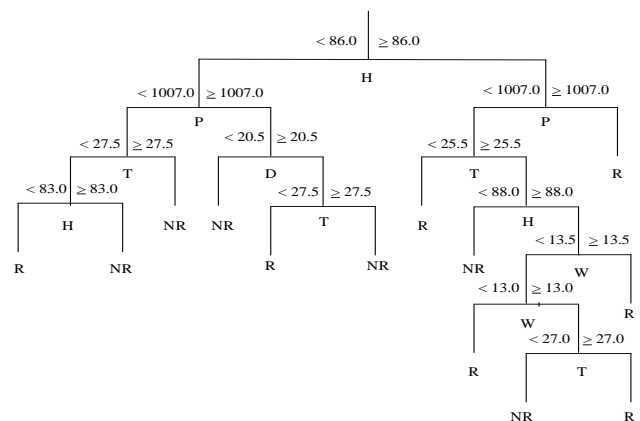 < 86.0 ≥ 86.0
H
< 1007.0 ≥ 1007.0 < 1007.0 ≥ 1007.0
P P
< 27.5 ≥ 27.5 < 20.5 ≥ 20.5 < 25.5 ≥ 25.5
T D T R
< 83.0 ≥ 83.0 < 27.5 ≥ 27.5 < 88.0 ≥ 88.0
H NR NR T R H
< 13.5 ≥ 13.5
R NR R NR NR W
< 13.0 ≥ 13.0
W R
< 27.0 ≥ 27.0
R T
NR R